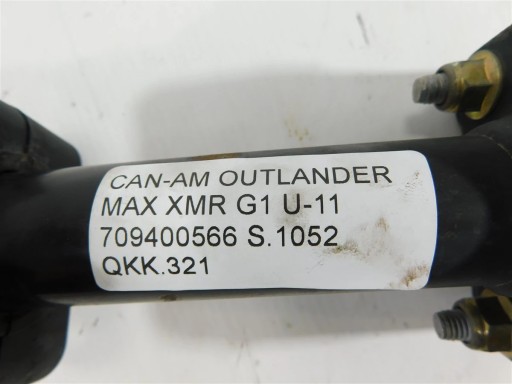 CAN-AM OUTLANDER
MAX XMR G1 U-11
709400566 S.1052
QKK.321